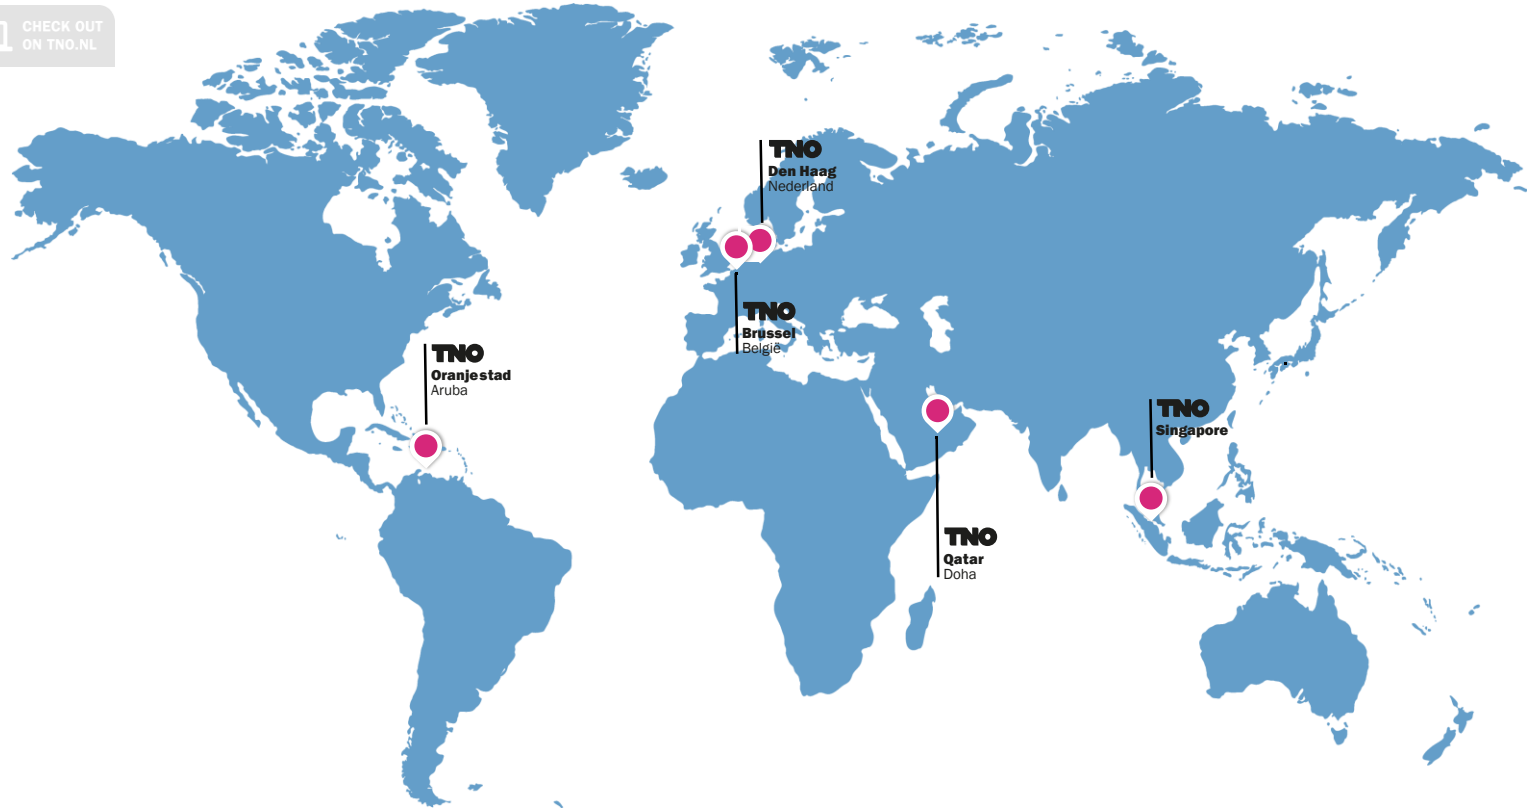 1
CHECK OUT
ON TNO.NL
TNO
Den Haag
Nederland
TNO
Brussel
België
TNO
Oranjestad
Aruba
TNO
Singapore
TNO
Qatar
Doha